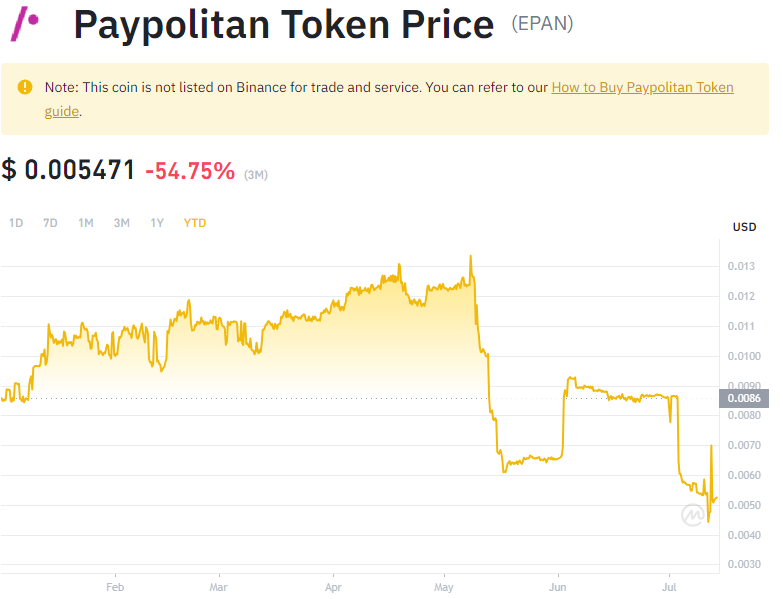 Paypolitan Token Price (EPAN)
Note: This coin is not listed on Binance for trade and service. You can refer to our How to Buy Paypolitan Token
guide.
$ 0.005471 -54.75% (3M)
1D 7D 1M 3M 1Y YTD
USD
0.013
0.012
0.011
0.0100
0.0090
0.0086
0.0080
0.0070
0.0060
0.0050
0.0040
0.0030
Feb Mar Apr May Jun Jul